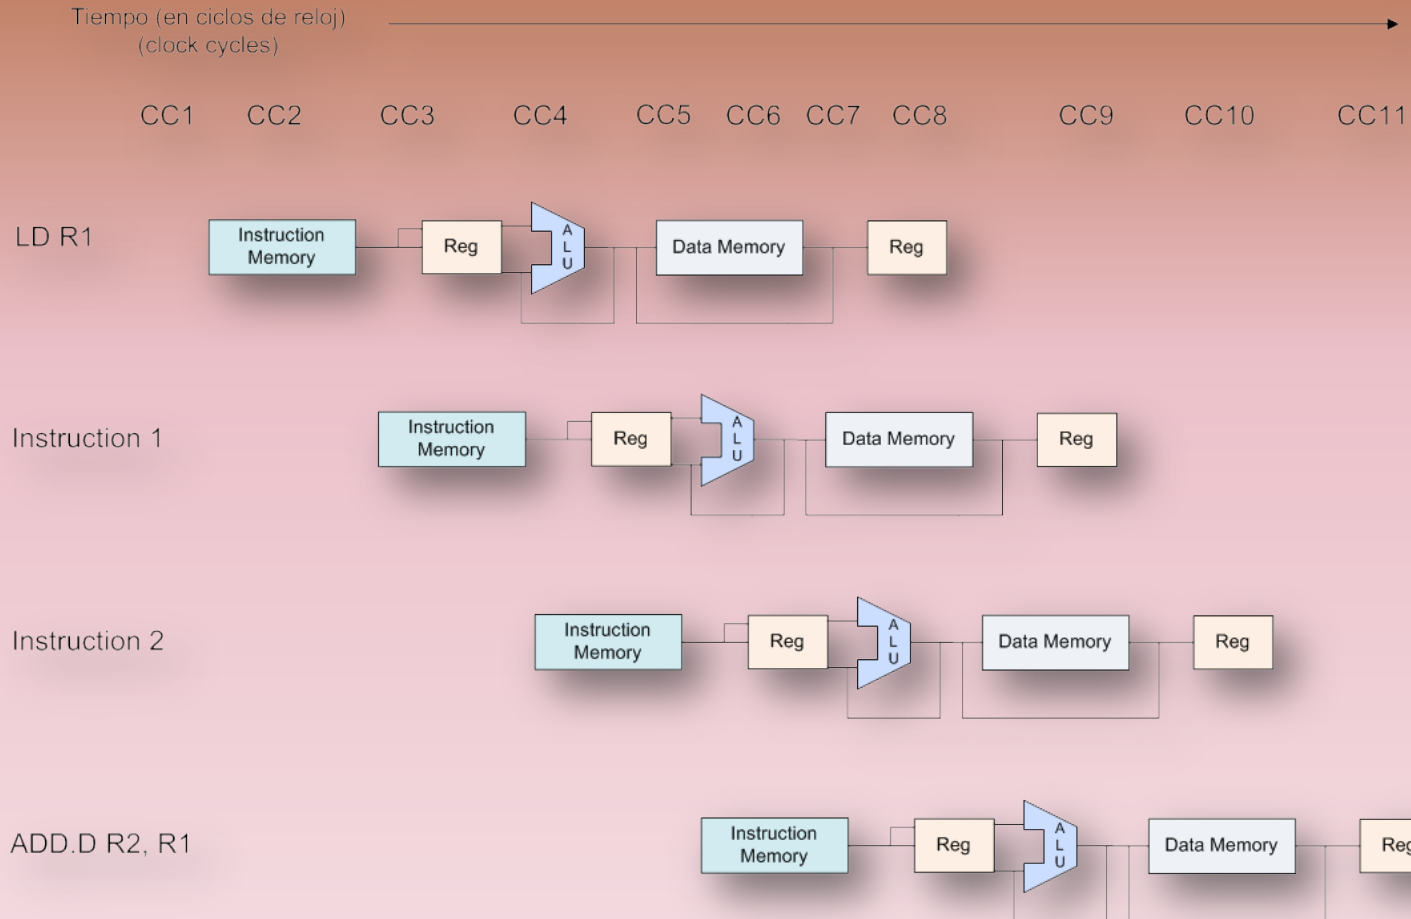 Tiempo (en ciclos de reloj)
(clock cycles)
CC1 CC2 CC3 CC4 CC5 CC6 CC7 CC8 CC9 CC10 CC11
LD R1
Instruction
Memory
Reg
A
L
U
Data Memory
Reg
Instruction 1
Instruction
Memory
Reg
A
L
U
Data Memory
Reg
Instruction 2
Instruction
Memory
Reg
A
L
U
Data Memory
Reg
ADD.D R2, R1
Instruction
Memory
Reg
A
L
U
Data Memory
Reg